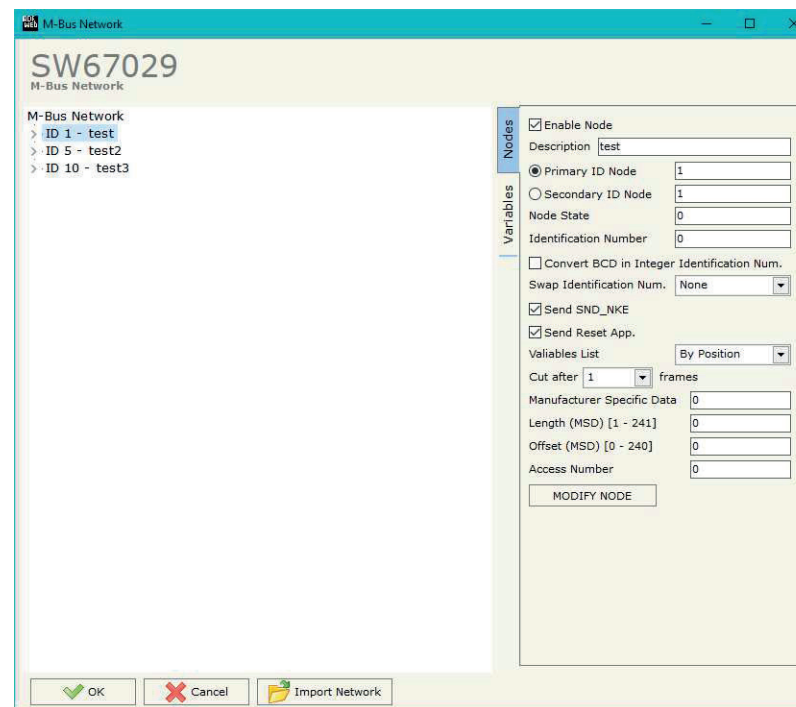 M-Bus Network
SW67029
M-Bus Network
M-Bus Network
ID 1 - test
ID 5 - test2
ID 10 - test3
Nodes
Variables
Enable Node
Description test
Primary ID Node 1
Secondary ID Node 1
Node State 0
Identification Number 0
Convert BCD in Integer Identification Num.
Swap Identification Num. None
Send SND_NKE
Send Reset App.
Valiables List By Position
Cut after 1 frames
Manufacturer Specific Data 0
Length (MSD) [1 - 241] 0
Offset (MSD) [0 - 240] 0
Access Number 0
MODIFY NODE
OK Cancel Import Network